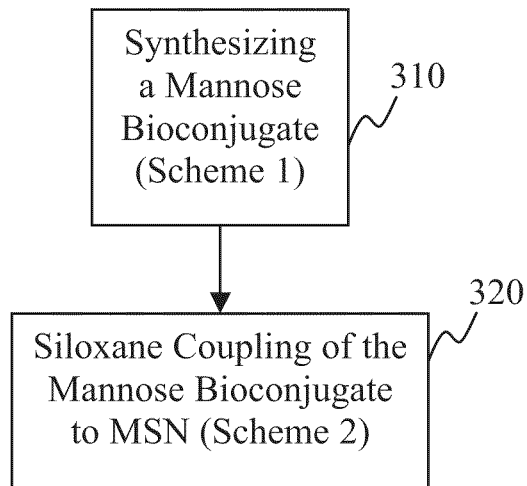 Synthesizing
a Mannose
Bioconjugate
(Scheme 1)
310
320
Siloxane Coupling of the
Mannose Bioconjugate
to MSN (Scheme 2)